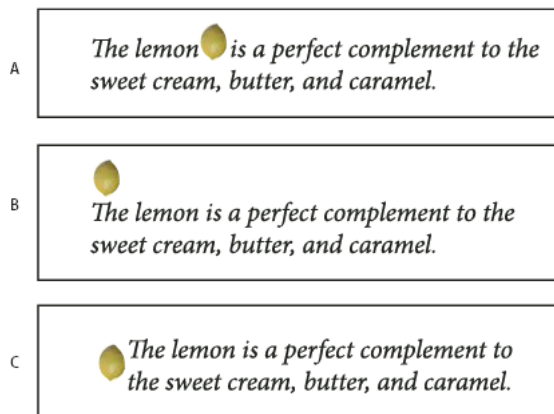 A
The lemon is a perfect complement to the
sweet cream, butter, and caramel.
B
The lemon is a perfect complement to the
sweet cream, butter, and caramel.
C
The lemon is a perfect complement to
the sweet cream, butter, and caramel.